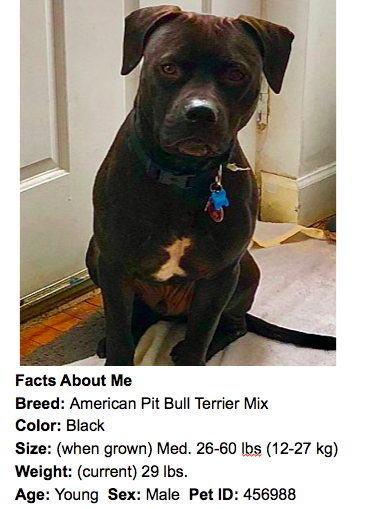 Facts About Me
Breed: American Pit Bull Terrier Mix
Color: Black
Size: (when grown) Med. 26-60 lbs (12-27 kg)
Weight: (current) 29 lbs.
Age: Young  Sex: Male  Pet ID: 456988